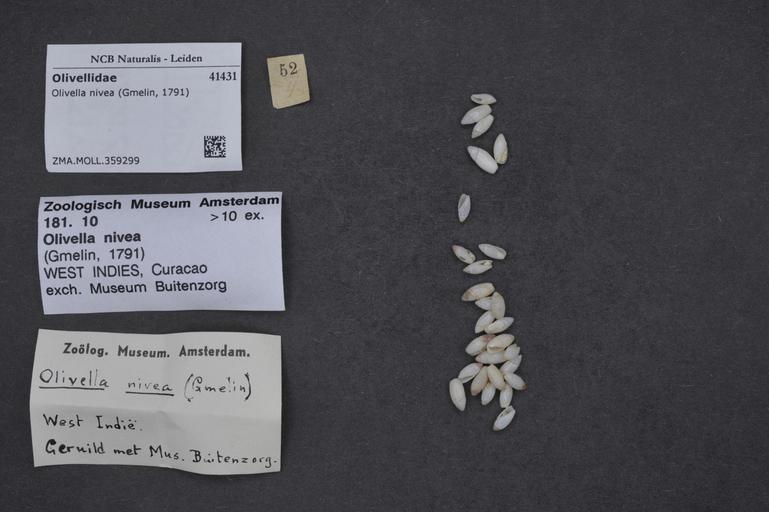 NCB Naturalis - Leiden
Olivellidae 41431
Olivella nivea (Gmelin, 1791)
ZMA.MOLL.359299
52
Zoologisch Museum Amsterdam
181. 10 >10 ex.
Olivella nivea
(Gmelin, 1791)
WEST INDIES, Curacao
exch. Museum Buitenzorg
Zoölog. Museum. Amsterdam.
Olivella nivea (Gmelin)
West Indië.
Geruild met Mus. Buitenzorg.